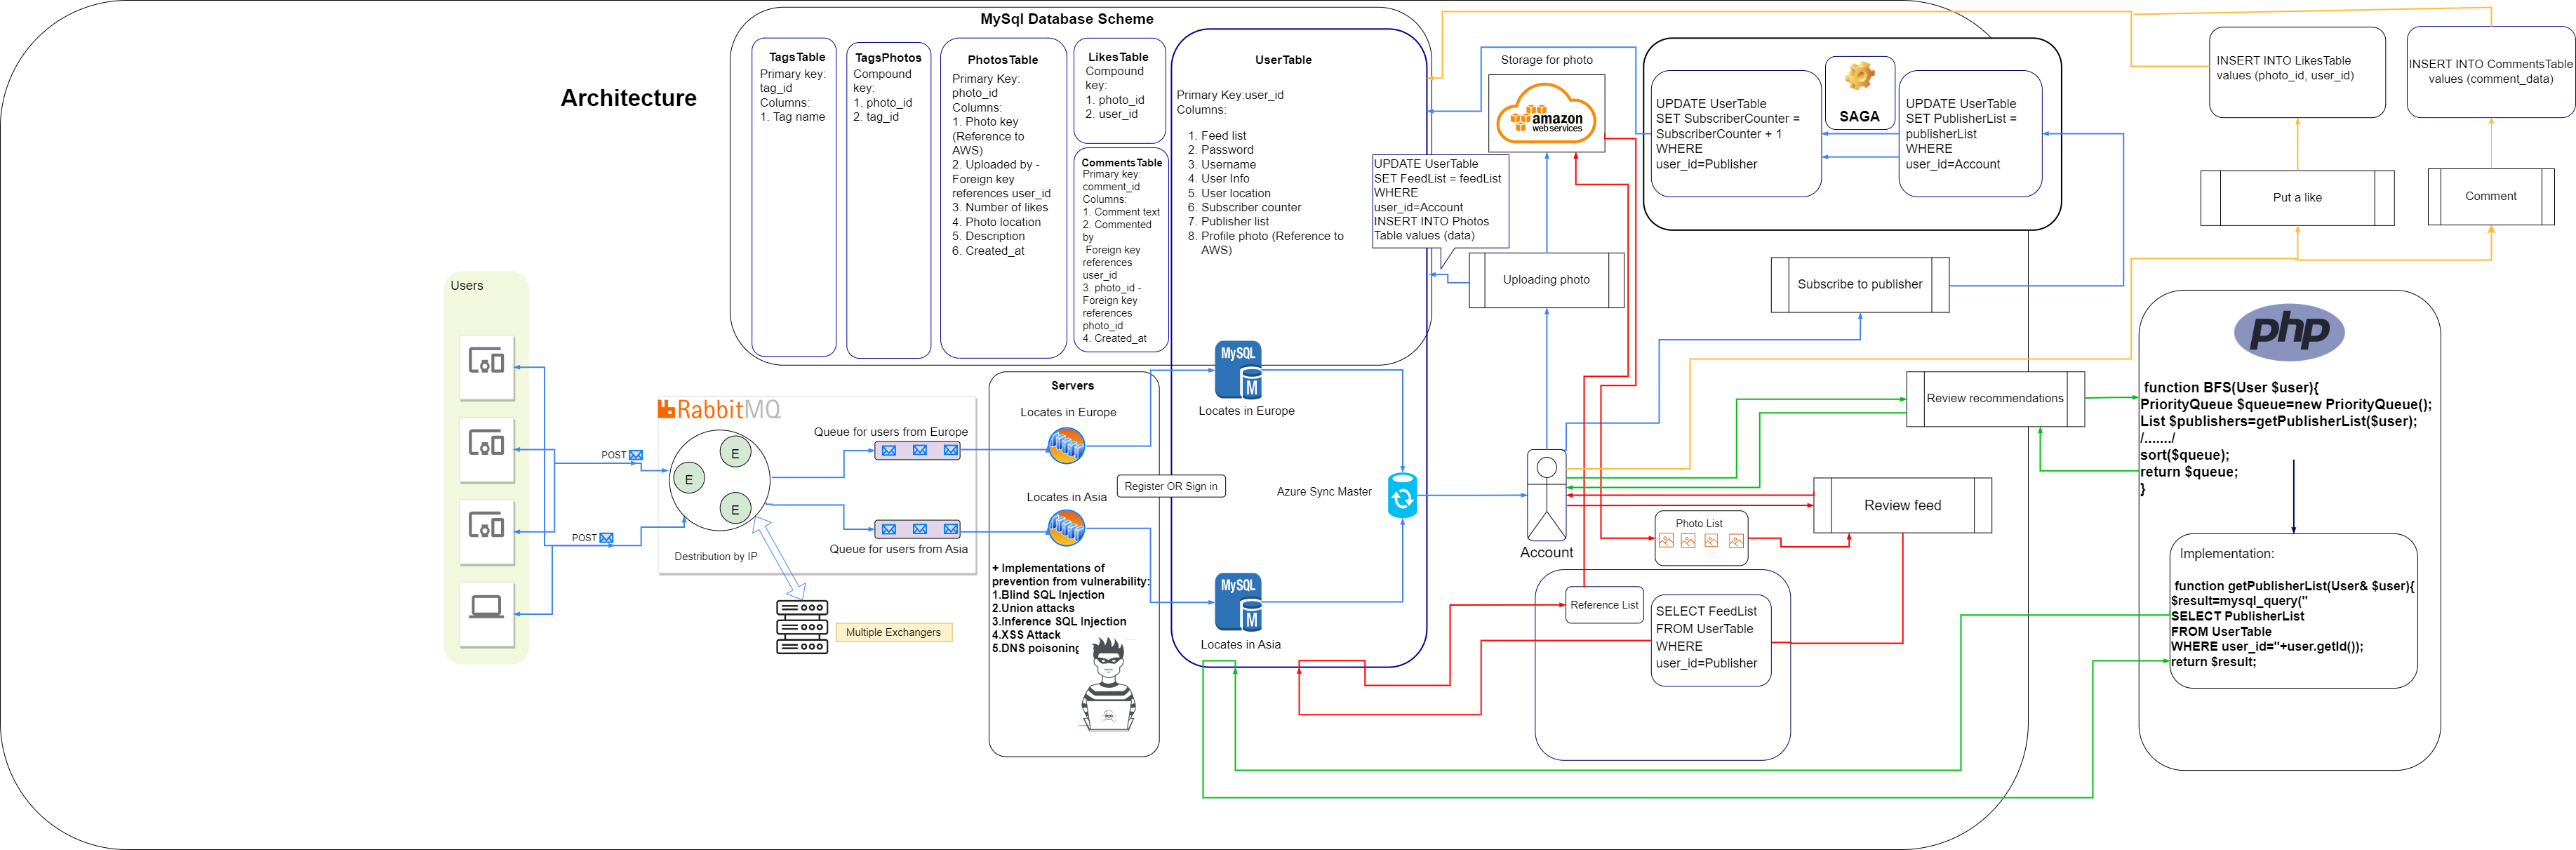 Architecture
MySql Database Scheme
TagsTable
Primary key:
tag_id
Columns:
1. Tag name
TagsPhotos
Compound
key:
1. photo_id
2. tag_id
PhotosTable
Primary Key:
photo_id
Columns:
1. Photo key
(Reference to
AWS)
2. Uploaded by -
Foreign key
references user_id
3. Number of likes
4. Photo location
5. Description
6. Created_at
LikesTable
Compound
key:
1. photo_id
2. user_id
CommentsTable
Primary key:
comment_id
Columns:
1. Comment text
2. Commented
by
Foreign key
references
user_id
3. photo_id -
Foreign key
references
photo_id
4. Created_at
UserTable
Primary Key:user_id
Columns:
1. Feed list
2. Password
3. Username
4. User Info
5. User location
6. Subscriber counter
7. Publisher list
8. Profile photo (Reference to
AWS)
MySQL
M
Locates in Europe
MySQL
M
Locates in Asia
Azure Sync Master
Users
POST
POST
RabbitMQ
E
E
E
Destribution by IP
Queue for users from Europe
Queue for users from Asia
Multiple Exchangers
Servers
Locates in Europe
Locates in Asia
+ Implementations of
prevention from vulnerability:
1.Blind SQL Injection
2.Union attacks
3.Inference SQL Injection
4.XSS Attack
5.DNS poisoning
Register OR Sign in
Storage for photo
amazon
webservices
UPDATE UserTable
SET FeedList = feedList
WHERE
user_id=Account
INSERT INTO Photos
Table values (data)
Uploading photo
Account
UPDATE UserTable
SET SubscriberCounter =
SubscriberCounter + 1
WHERE
user_id=Publisher
SAGA
UPDATE UserTable
SET PublisherList =
publisherList
WHERE
user_id=Account
Subscribe to publisher
Review recommendations
Review feed
Photo List
Reference List
SELECT FeedList
FROM UserTable
WHERE
user_id=Publisher
INSERT INTO LikesTable
values (photo_id, user_id)
INSERT INTO CommentsTable
values (comment_data)
Put a like
Comment
php
function BFS(User $user){
PriorityQueue $queue=new PriorityQueue();
List $publishers=getPublisherList($user);
/......./
sort($queue);
return $queue;
}
Implementation:
function getPublisherList(User& $user){
$result=mysql_query("
SELECT PublisherList
FROM UserTable
WHERE user_id="+user.getId());
return $result;